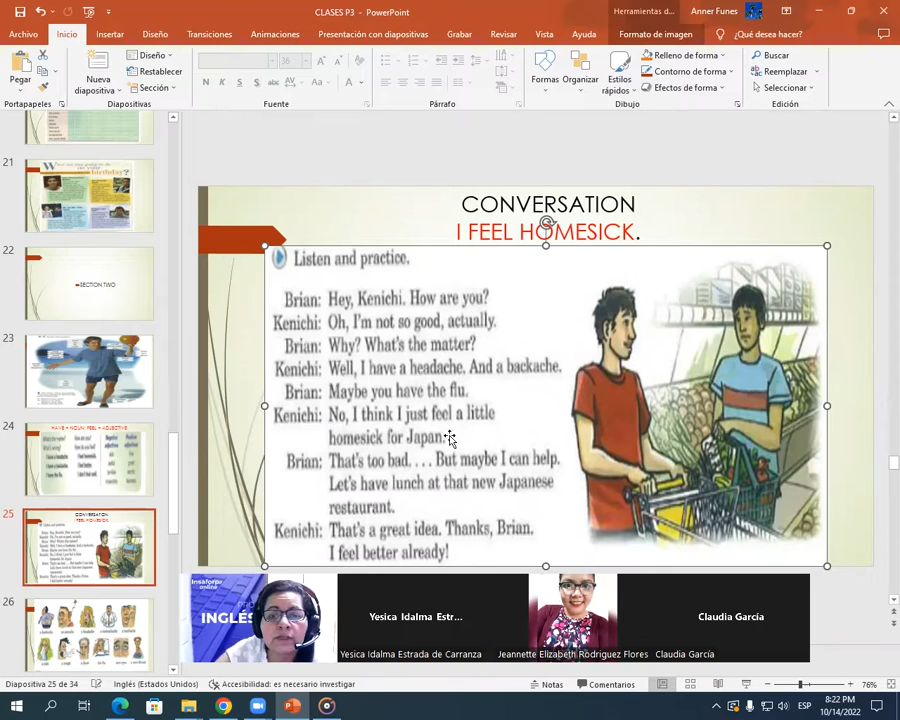 CLASES P3 - PowerPoint
Herramientas d...
Anner Funes
Archivo
Inicio
Insertar
Diseño
Transiciones
Animaciones
Presentación con diapositivas
Grabar
Revisar
Vista
Ayuda
Formato de imagen
¿Qué desea hacer?
Pegar
Nueva
diapositiva
Diseño
Restablecer
Sección
36
N K S
Formas
Organizar
Estilos
rápidos
Relleno de forma
Contorno de forma
Efectos de forma
Buscar
Reemplazar
Seleccionar
Portapapeles
Diapositivas
Fuente
Párrafo
Dibujo
Edición
21
22
SECTION TWO
23
24
25
26
CONVERSATION
I FEEL HOMESICK.
Listen and practice.
Brian: Hey, Kenichi. How are you?
Kenichi: Oh, I'm not so good, actually.
Brian: Why? What's the matter?
Kenichi: Well, I have a headache. And a backache.
Brian: Maybe you have the flu.
Kenichi: No, I think I just feel a little
homesick for Japan.
Brian: That's too bad. . . . But maybe I can help.
Let's have lunch at that new Japanese
restaurant.
Kenichi: That's a great idea. Thanks, Brian.
I feel better already!
Insaforp
online
INGLÉS
Yesica Idalma Estr...
Yesica Idalma Estrada de Carranza
Jeannette Elizabeth Rodriguez Flores
Claudia García
Claudia García
Diapositiva 25 de 34
Inglés (Estados Unidos)
Accesibilidad: es necesario investigar
Notas
Comentarios
76%
ESP
8:22 PM
10/14/2022